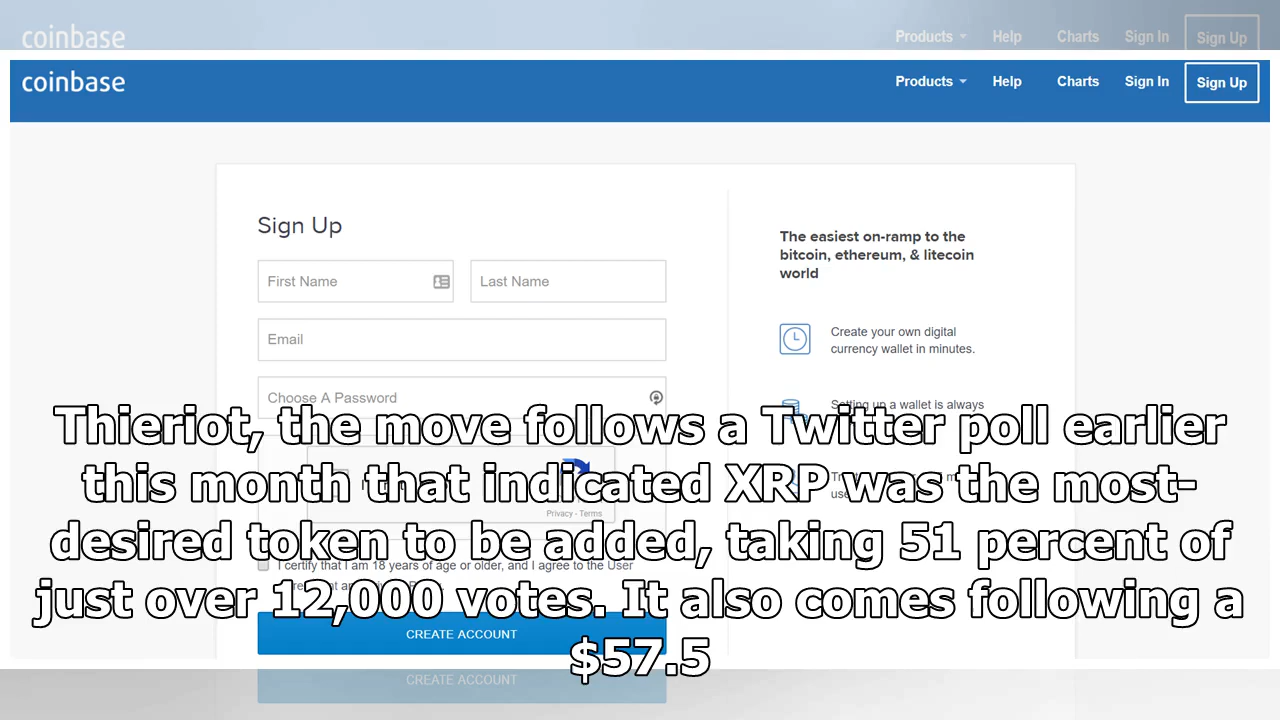 coinbase
Products
Help
Charts
Sign In
Sign Up
coinbase
Products
Help
Charts
Sign In
Sign Up
Sign Up
First Name
Last Name
Email
Choose A Password
The easiest on-ramp to the
bitcoin, ethereum, & litecoin
world
Create your own digital
currency wallet in minutes.
Setting up a wallet is always
Privacy - Terms
I certify that I am 18 years of age or older, and I agree to the User
CREATE ACCOUNT
CREATE ACCOUNT
Thieriot, the move follows a Twitter poll earlier
this month that indicated XRP was the most-
desired token to be added, taking 51 percent of
just over 12,000 votes. It also comes following a
$57.5